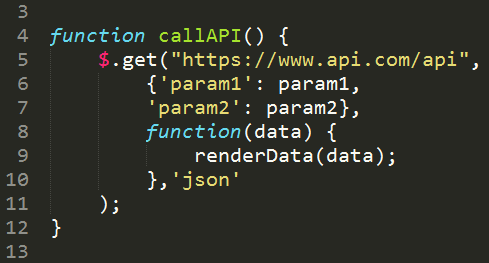 3
4 function callAPI() {
5     $.get("https://www.api.com/api",
6         {'param1': param1,
7         'param2': param2},
8         function(data) {
9             renderData(data);
10         },'json'
11     );
12 }
13